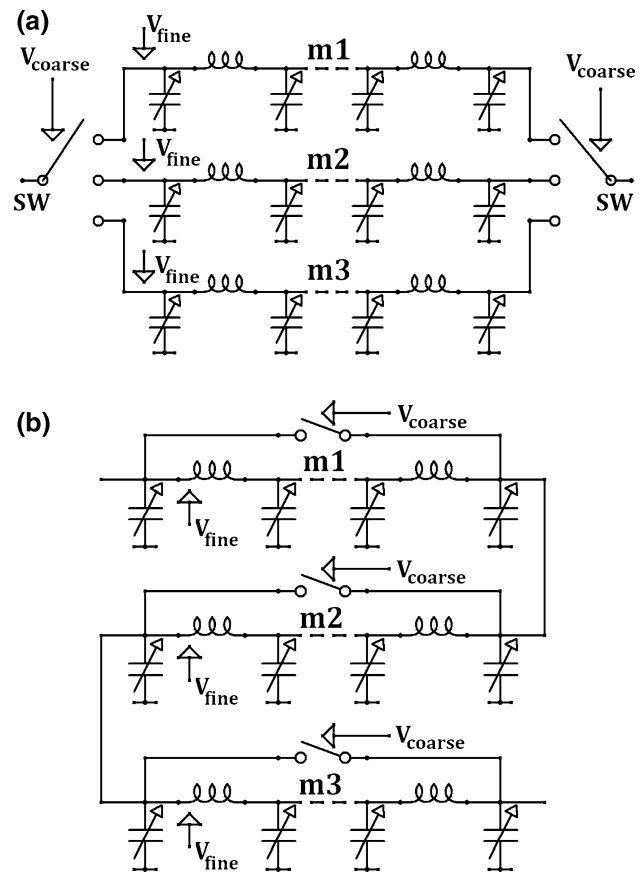 (a)
V_fine
m1
V_coarse
V_coarse
V_fine
m2
SW
SW
V_fine
m3
(b)
V_coarse
m1
V_fine
V_coarse
m2
V_fine
V_coarse
m3
V_fine